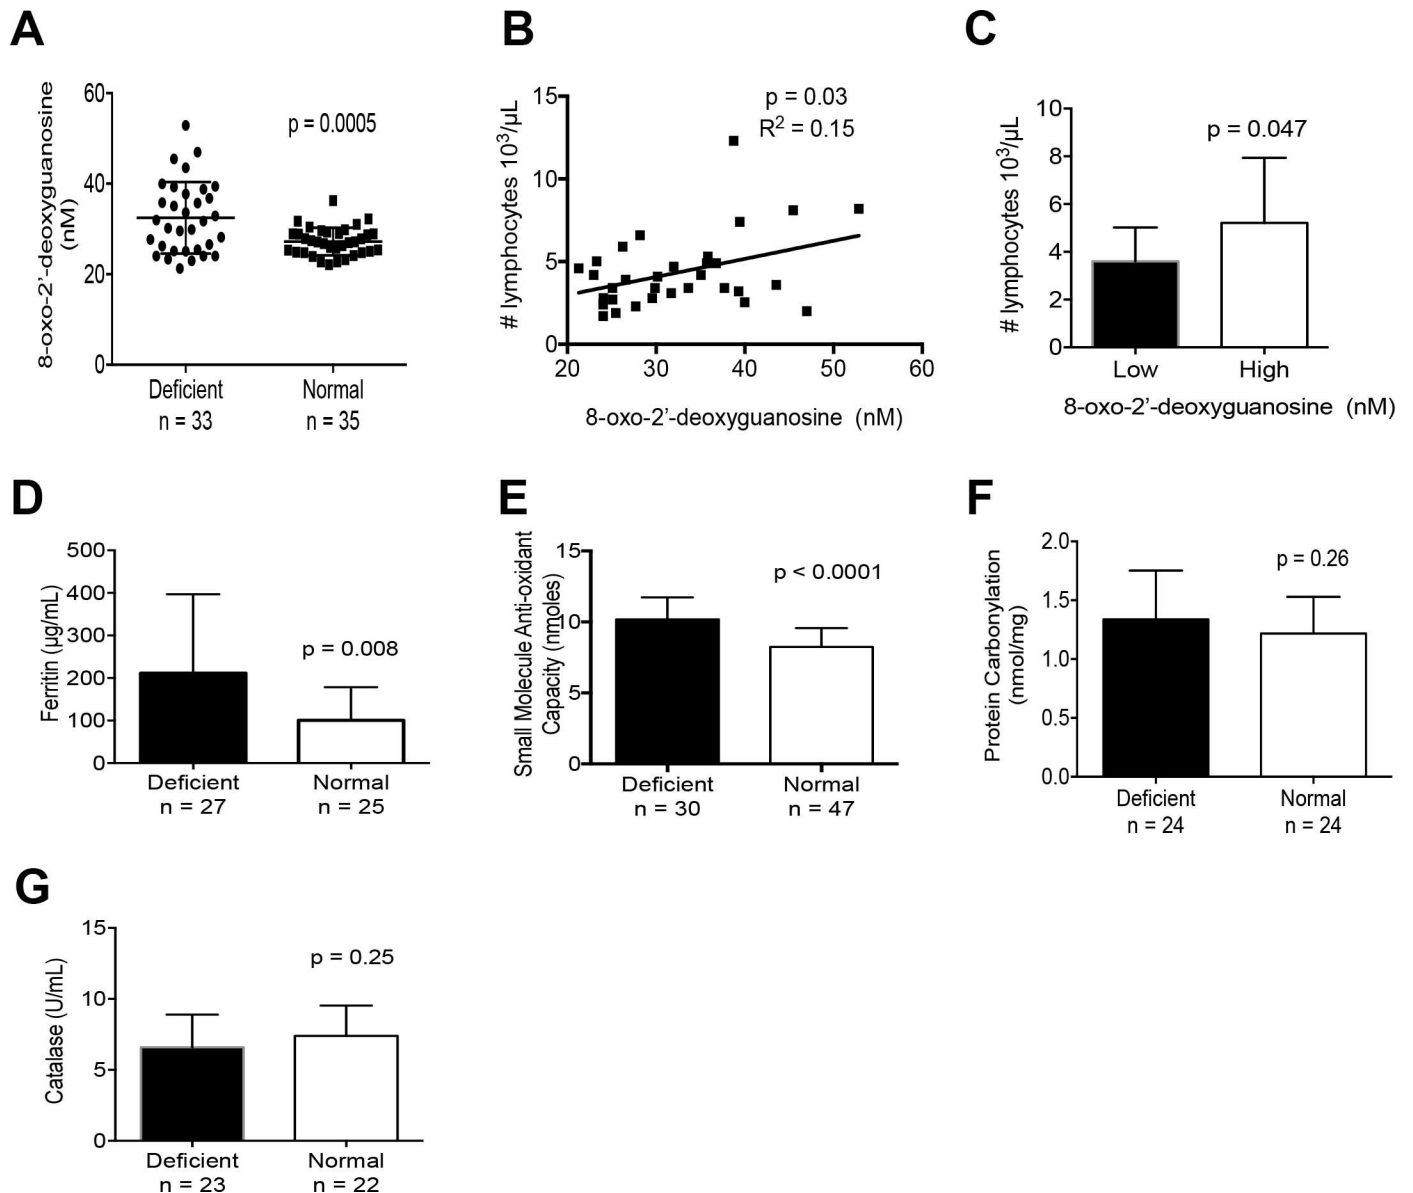 A
8-oxo-2'-deoxyguanosine
(nM)
60
40
20
0
p = 0.0005
Deficient
n = 33
Normal
n = 35
B
# lymphocytes 10³/µL
15
10
5
0
p = 0.03
R² = 0.15
20 30 40 50 60
8-oxo-2'-deoxyguanosine (nM)
C
# lymphocytes 10³/µL
10
8
6
4
2
0
p = 0.047
Low High
8-oxo-2'-deoxyguanosine (nM)
D
Ferritin (µg/mL)
500
400
300
200
100
0
p = 0.008
Deficient
n = 27
Normal
n = 25
E
Small Molecule Anti-oxidant
Capacity (nmoles)
15
10
5
0
p < 0.0001
Deficient
n = 30
Normal
n = 47
F
Protein Carbonylation
(nmol/mg)
2.0
1.5
1.0
0.5
0.0
p = 0.26
Deficient
n = 24
Normal
n = 24
G
Catalase (U/mL)
15
10
5
0
p = 0.25
Deficient
n = 23
Normal
n = 22